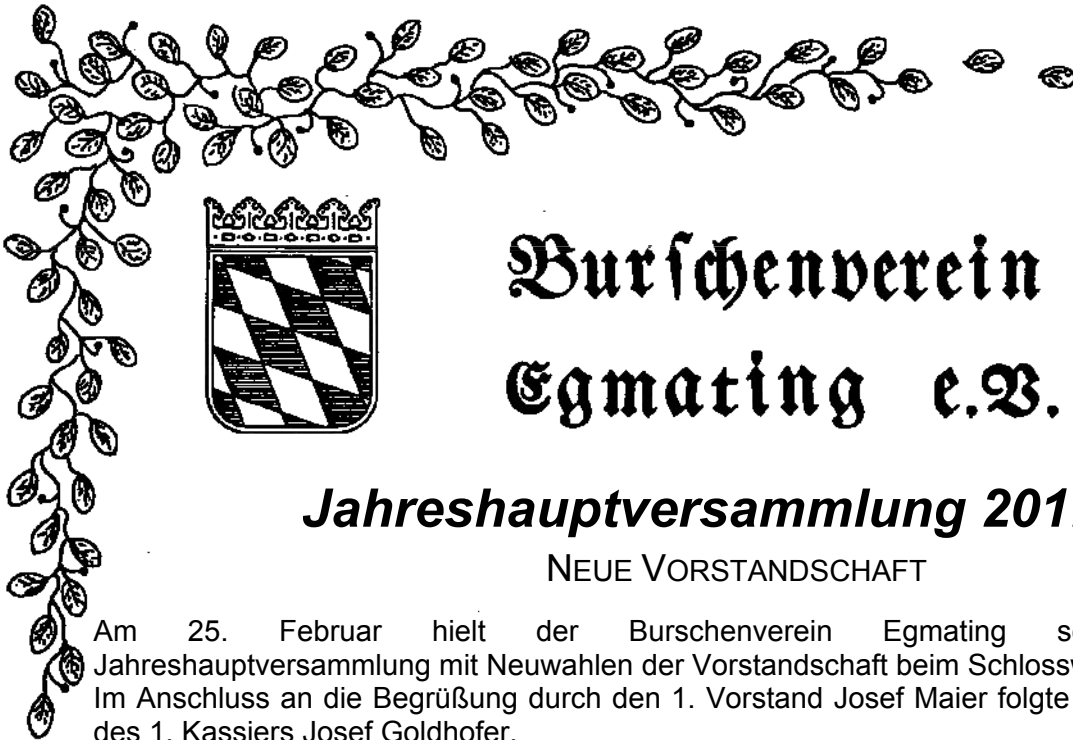 Burschenverein
Egmating e.V.
Jahreshauptversammlung
NEUE VORSTANDSCHAFT
Am 25. Februar hielt der Burschenverein Egmating
Jahreshauptversammlung mit Neuwahlen der Vorstandschaft beim
Im Anschluss an die Begrüßung durch den 1. Vorstand Josef Maier folgte
des 1. Kassiers Josef Goldhofer.